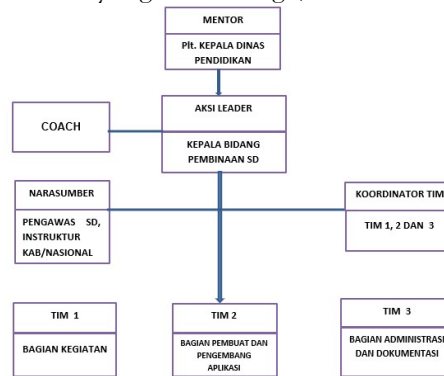 MENTOR
Plt. KEPALA DINAS
PENDIDIKAN
AKSI LEADER
COACH
KEPALA BIDANG
PEMBINAAN SD
NARASUMBER
PENGAWAS SD,
INSTRUKTUR
KAB/NASIONAL
KOORDINATOR TIM
TIM 1, 2 DAN 3
TIM 1
BAGIAN KEGIATAN
TIM 2
BAGIAN PEMBUAT DAN
PENGEMBANG
APLIKASI
TIM 3
BAGIAN ADMINISTRASI
DAN DOKUMENTASI